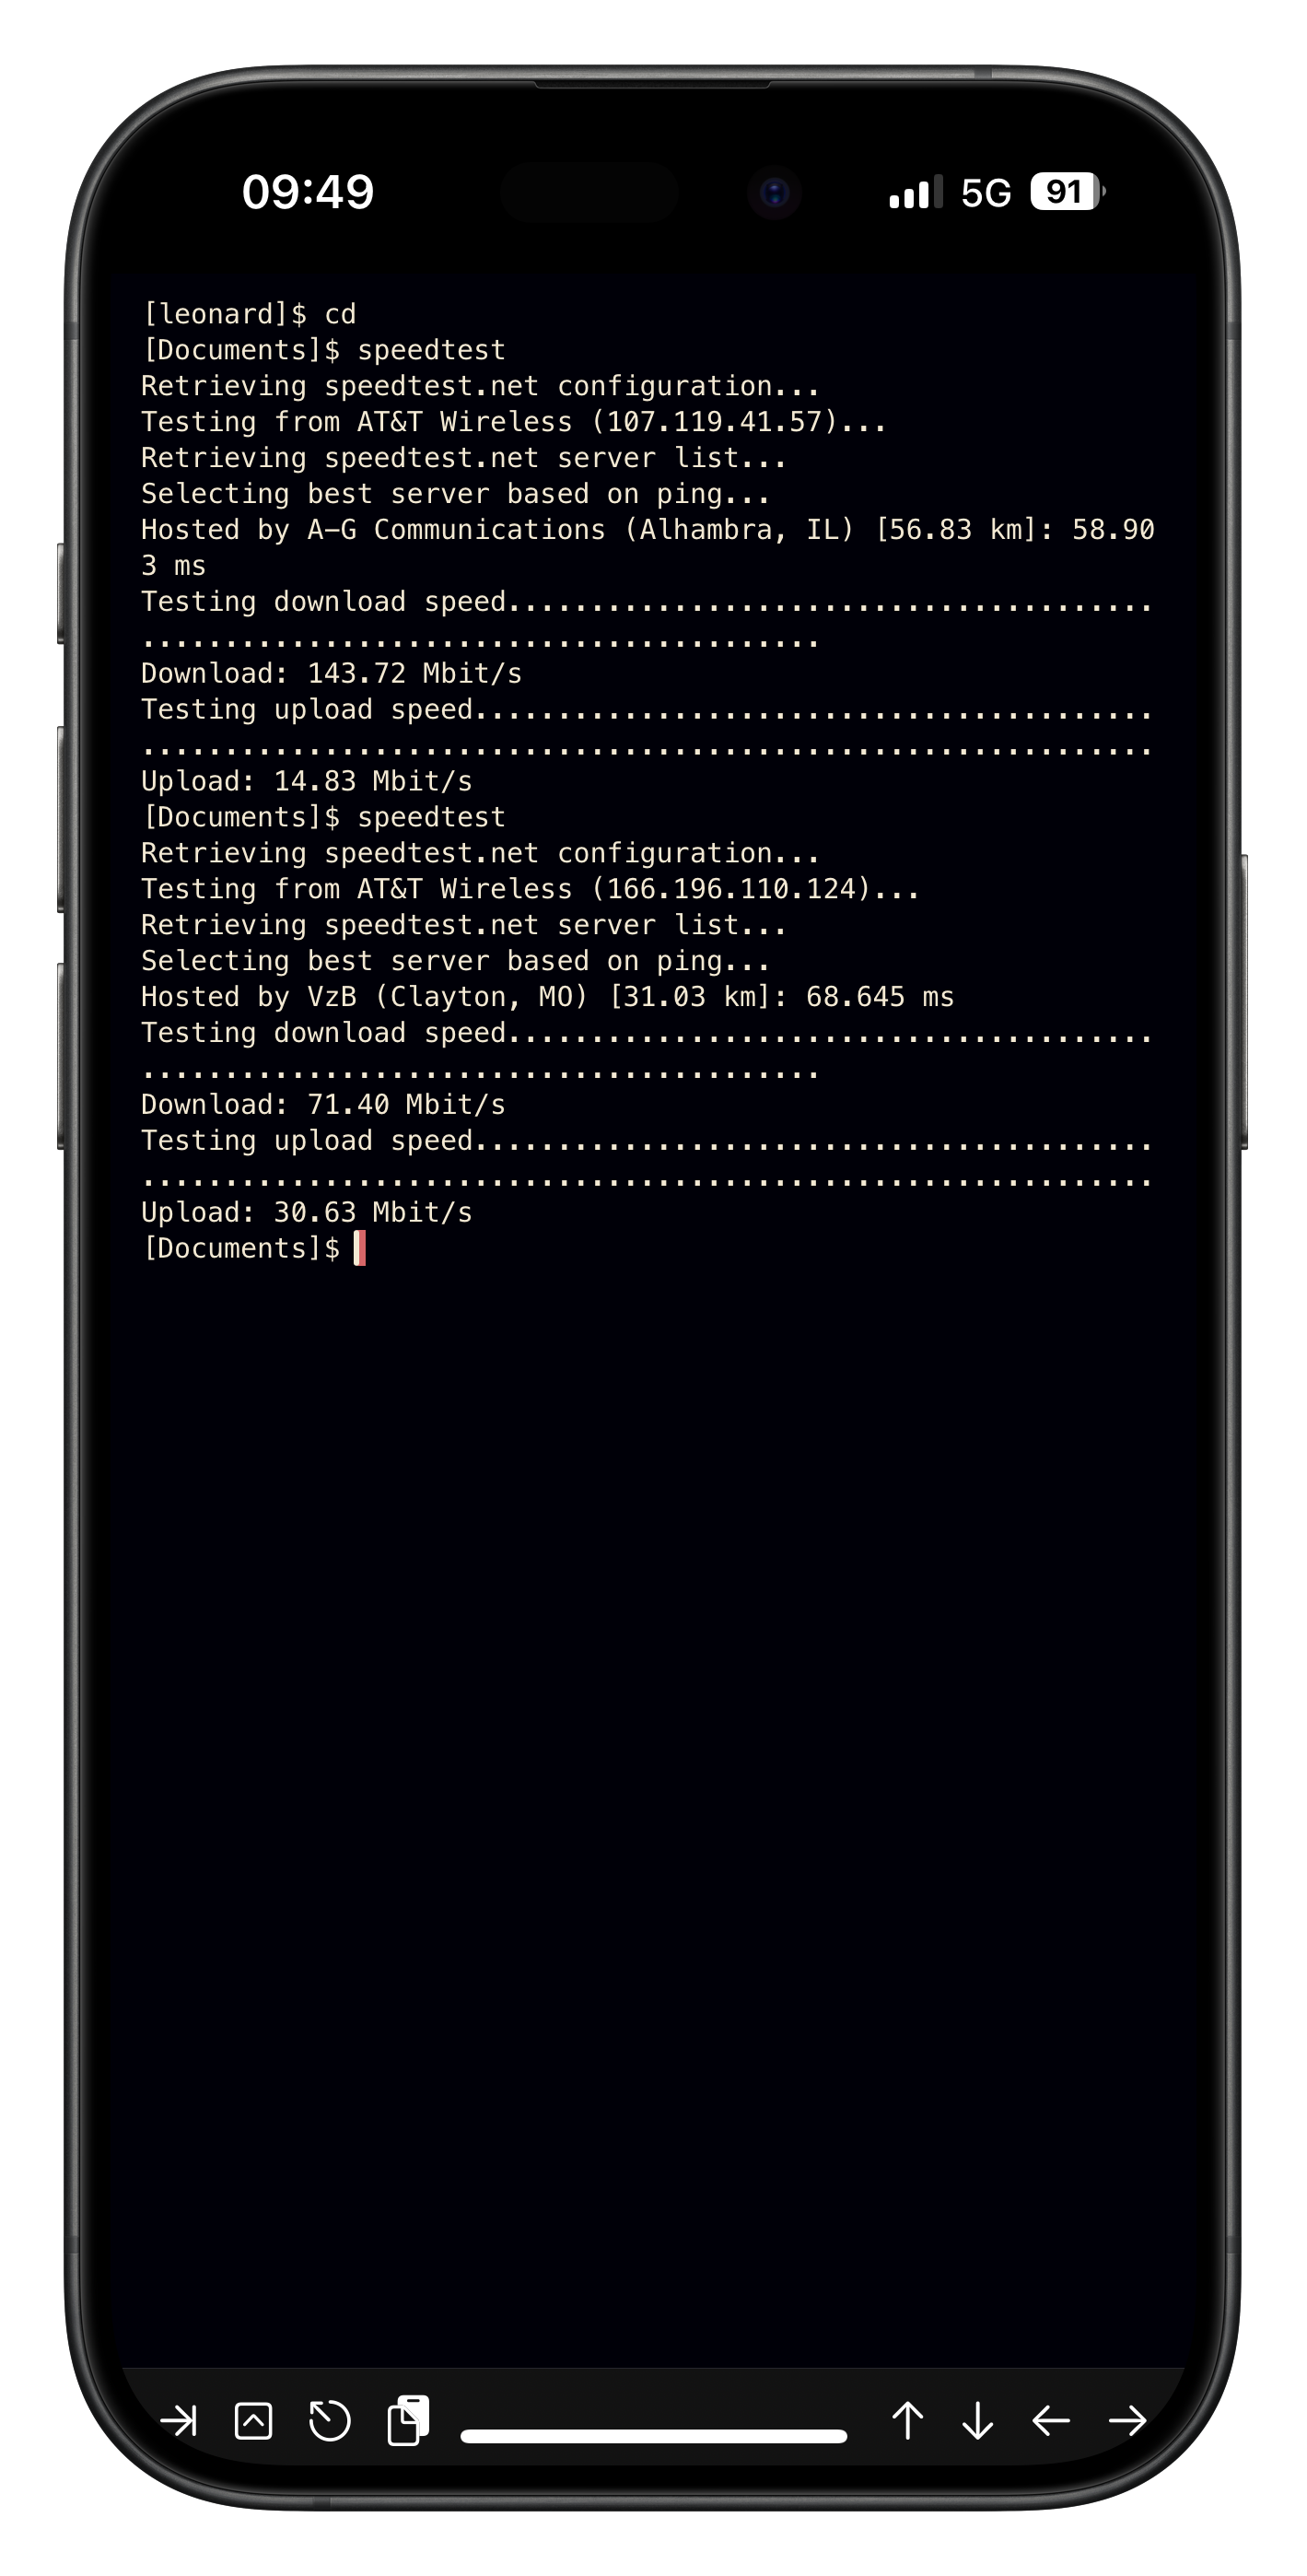 09:49 5G 91
[leonard]$ cd
[Documents]$ speedtest
Retrieving speedtest.net configuration...
Testing from AT&T Wireless (107.119.41.57)...
Retrieving speedtest.net server list...
Selecting best server based on ping...
Hosted by A-G Communications (Alhambra, IL) [56.83 km]: 58.90
3 ms
Testing download speed.......................................
.........................................
Download: 143.72 Mbit/s
Testing upload speed.........................................
.............................................................
Upload: 14.83 Mbit/s
[Documents]$ speedtest
Retrieving speedtest.net configuration...
Testing from AT&T Wireless (166.196.110.124)...
Retrieving speedtest.net server list...
Selecting best server based on ping...
Hosted by VzB (Clayton, MO) [31.03 km]: 68.645 ms
Testing download speed.......................................
.........................................
Download: 71.40 Mbit/s
Testing upload speed.........................................
.............................................................
Upload: 30.63 Mbit/s
[Documents]$